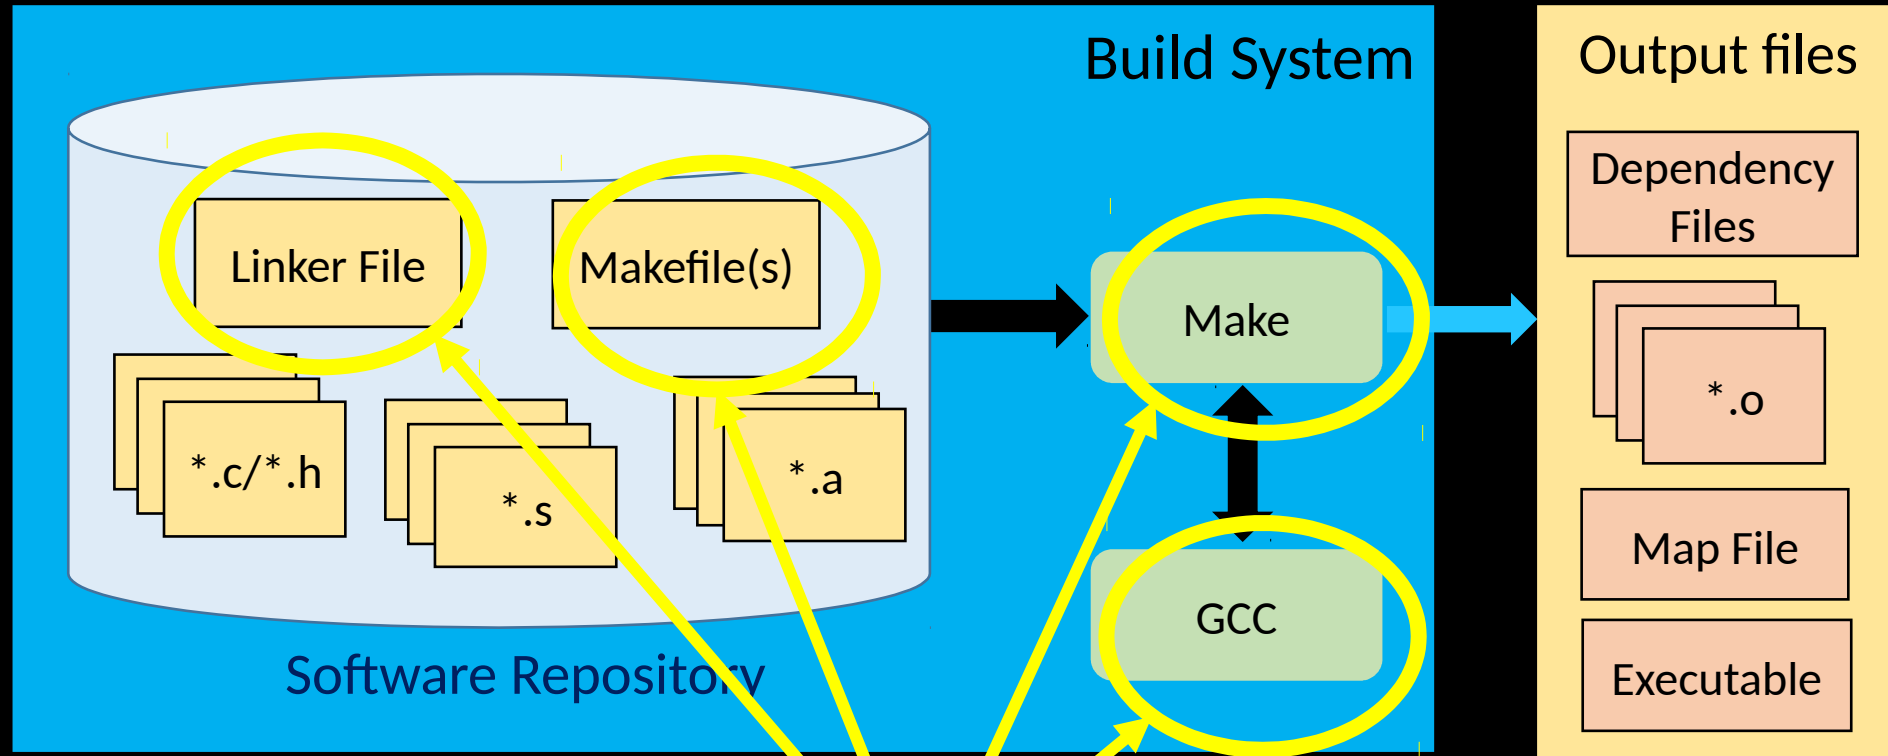 Build System
Output files
Linker File
Makefile(s)
*.c/*.h
*.s
*.a
Software Repository
Make
GCC
Dependency
Files
*.o
Map File
Executable